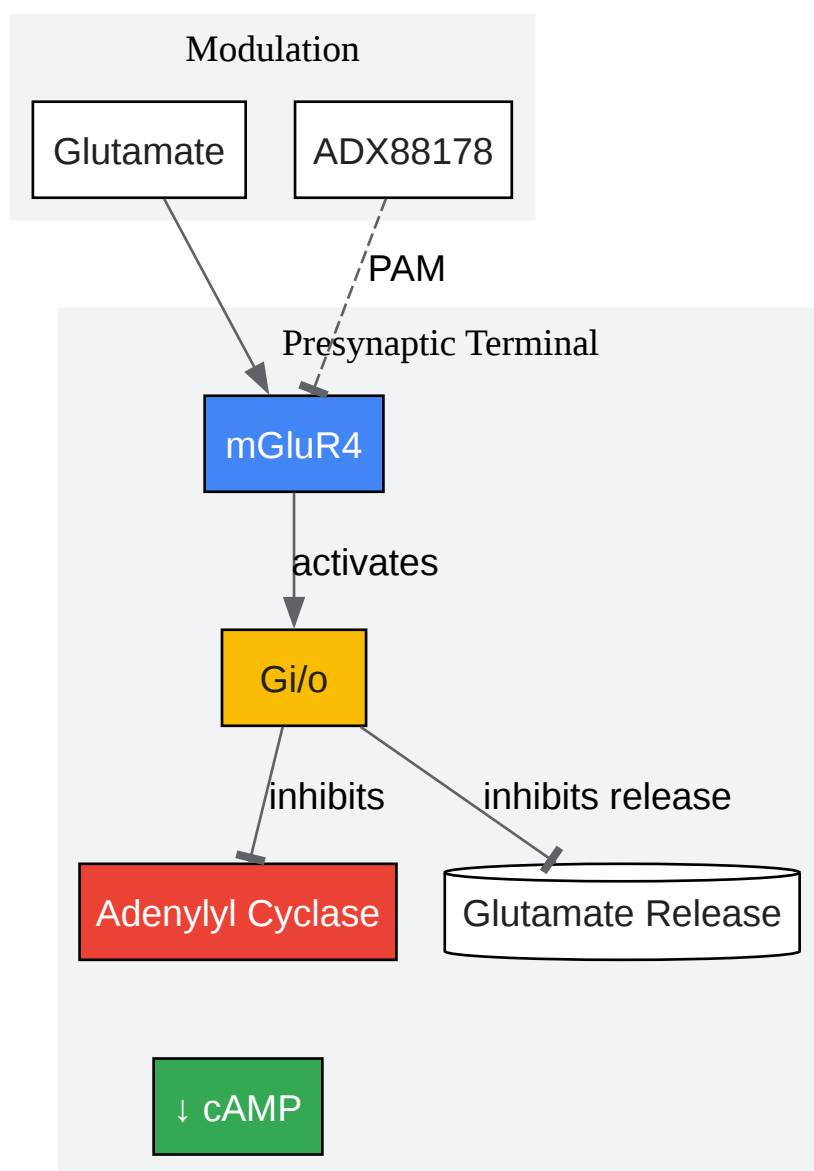 Modulation
Glutamate
ADX88178
PAM
Presynaptic Terminal
mGluR4
activates
Gi/o
inhibits
inhibits release
Adenylyl Cyclase
Glutamate Release
↓ cAMP